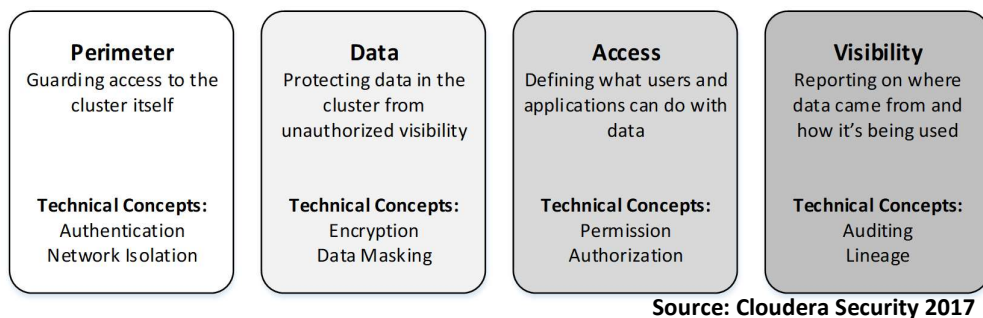 Perimeter
Guarding access to the
cluster itself
Technical Concepts:
Authentication
Network Isolation
Data
Protecting data in the
cluster from
unauthorized visibility
Technical Concepts:
Encryption
Data Masking
Access
Defining what users and
applications can do with
data
Technical Concepts:
Permission
Authorization
Visibility
Reporting on where
data came from and
how it's being used
Technical Concepts:
Auditing
Lineage
Source: Cloudera Security 2017